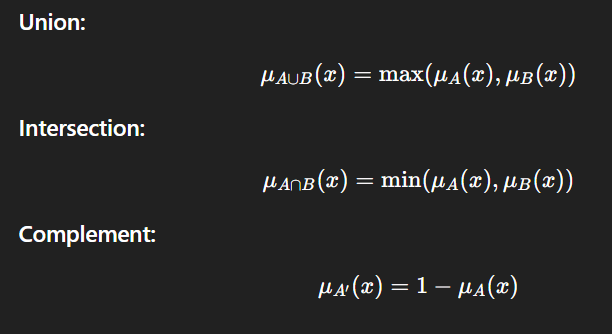 Union:
μA∪B(x) = max(μA(x), μB(x))
Intersection:
μA∩B(x) = min(μA(x), μB(x))
Complement:
μA′(x) = 1 − μA(x)